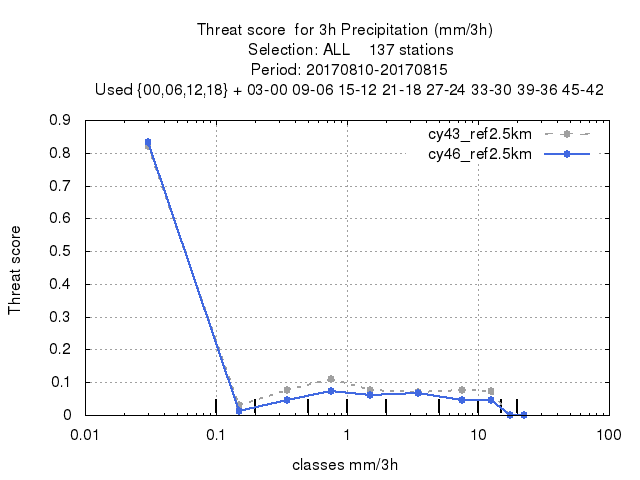 Threat score  for 3h Precipitation (mm/3h)
Selection: ALL    137 stations
Period: 20170810-20170815
Used {00,06,12,18} + 03-00 09-06 15-12 21-18 27-24 33-30 39-36 45-42
cy43_ref2.5km
cy46_ref2.5km
Threat score
0.9
0.8
0.7
0.6
0.5
0.4
0.3
0.2
0.1
0
0.01 0.1 1 10 100
classes mm/3h